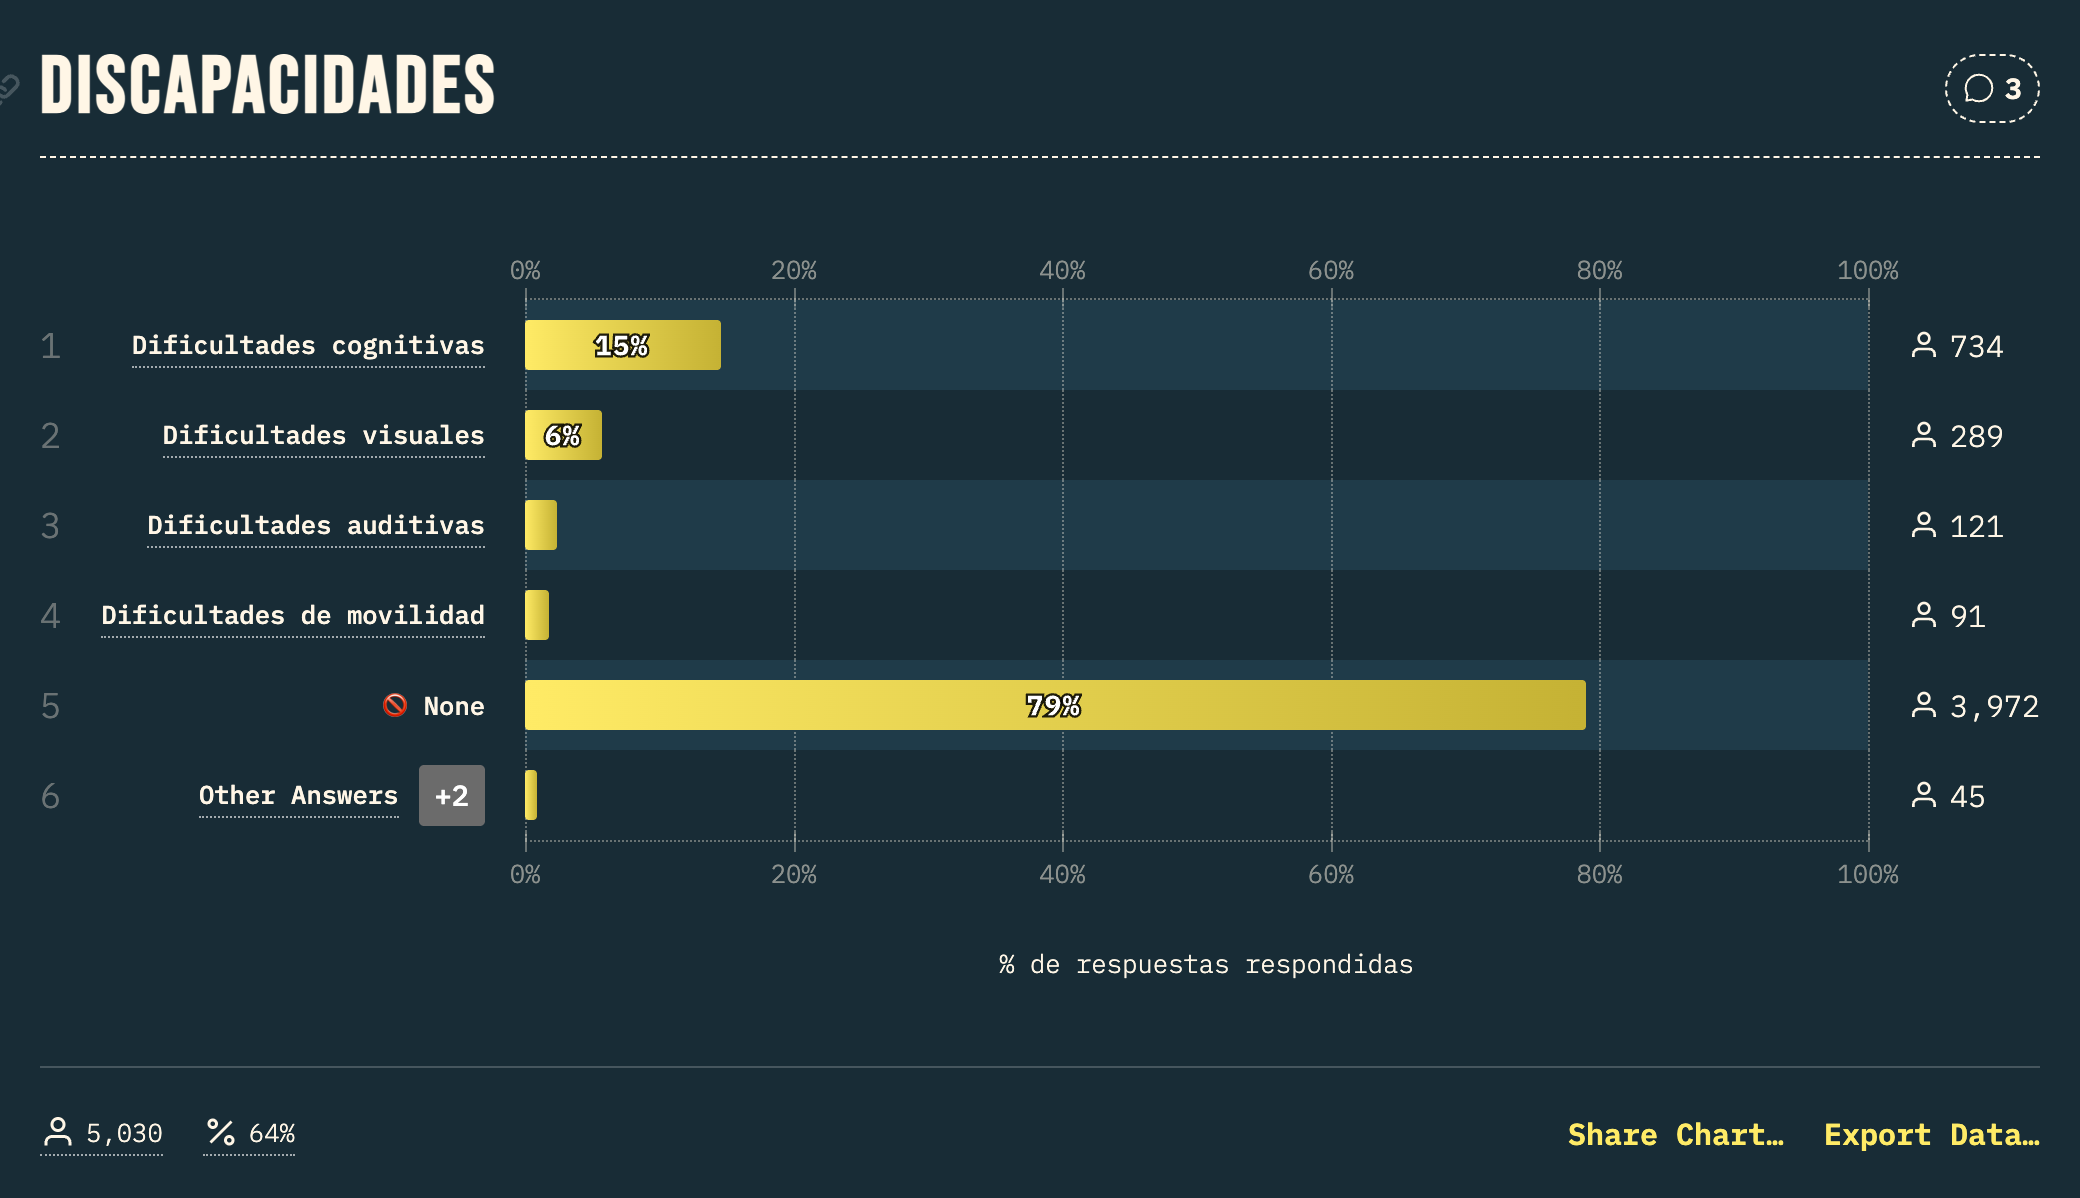 DISCAPACIDADES
3
0% 20% 40% 60% 80% 100%
1 Dificultades cognitivas 15% 734
2 Dificultades visuales 6% 289
3 Dificultades auditivas 121
4 Dificultades de movilidad 91
5 None 79% 3,972
6 Other Answers +2 45
0% 20% 40% 60% 80% 100%
% de respuestas respondidas
5,030 64% Share Chart… Export Data…